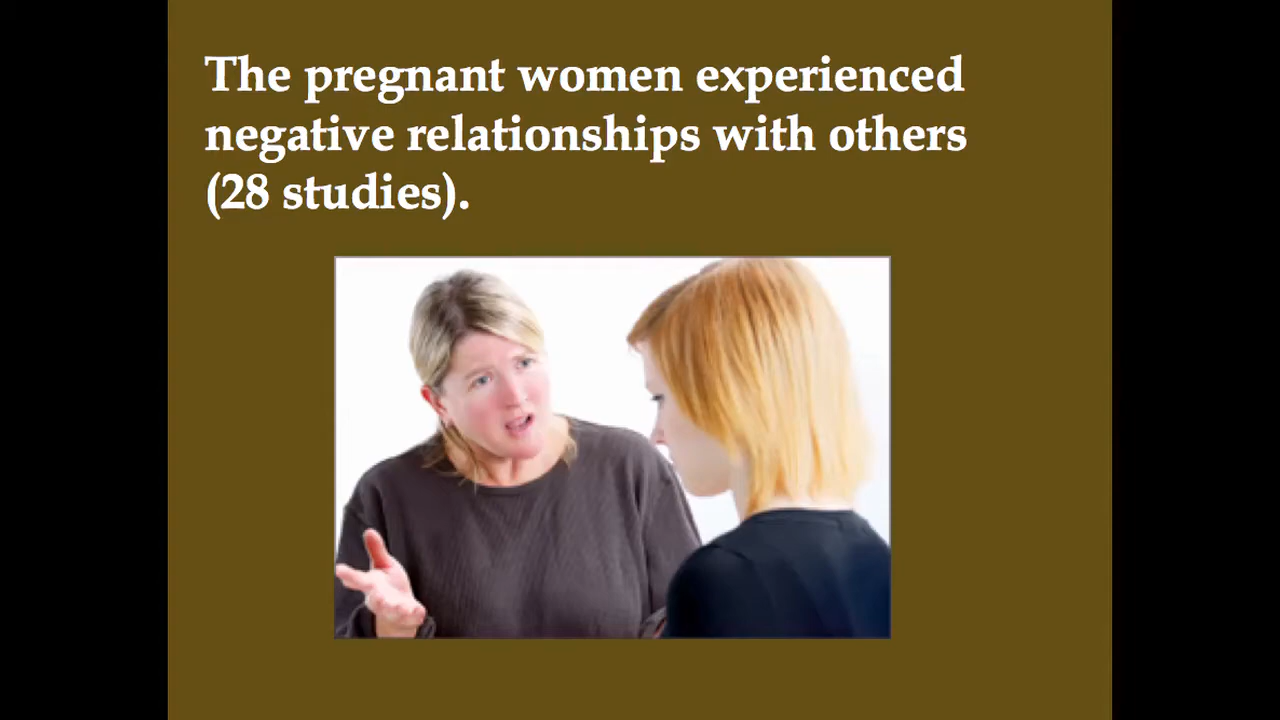 The pregnant women experienced
negative relationships with others
(28 studies).